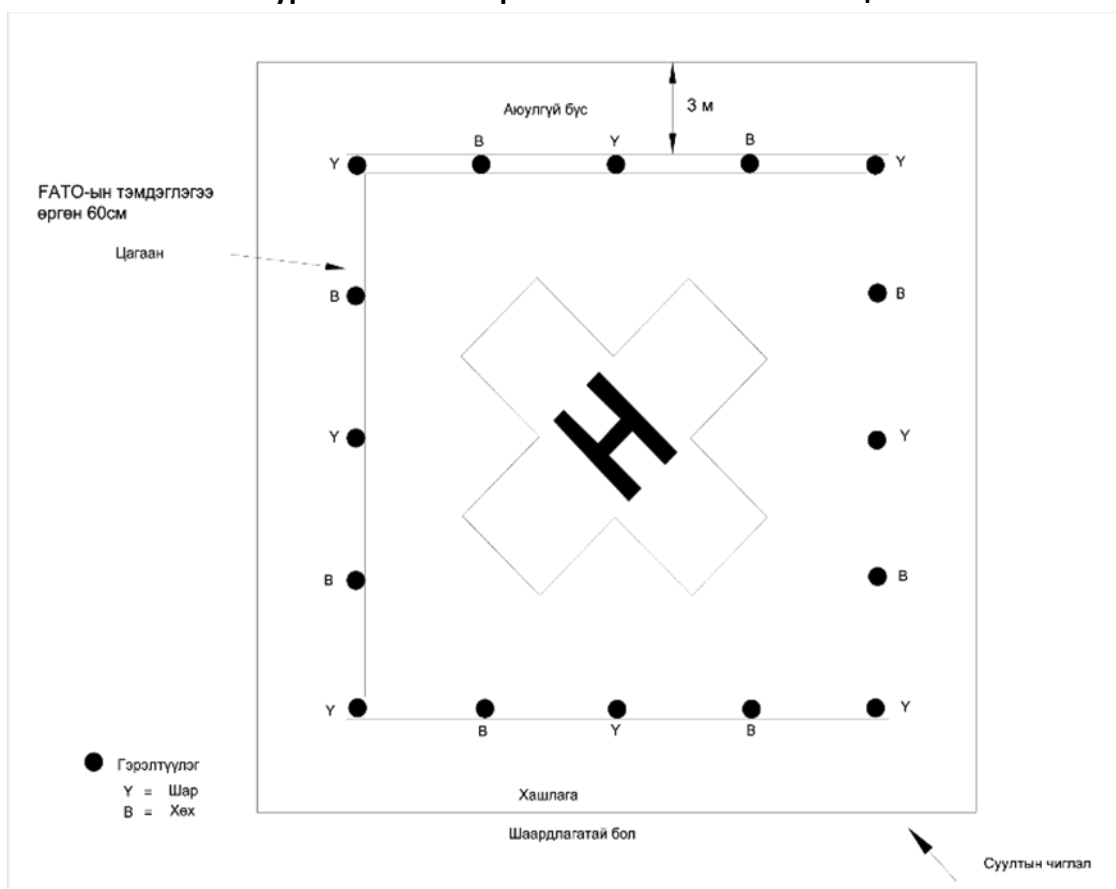 Аюулгүй бүс
3 м
B
Y
B
Y
Y
FATO-ын тэмдэглэгээ
өргөн 60см
Цагаан
B
B
H
Y
Y
B
B
Y
Y
B
Y
B
Гэрэлтүүлэг
Y = Шар
B = Хөх
Хашлага
Шаардлагатай бол
Суултын чиглэл